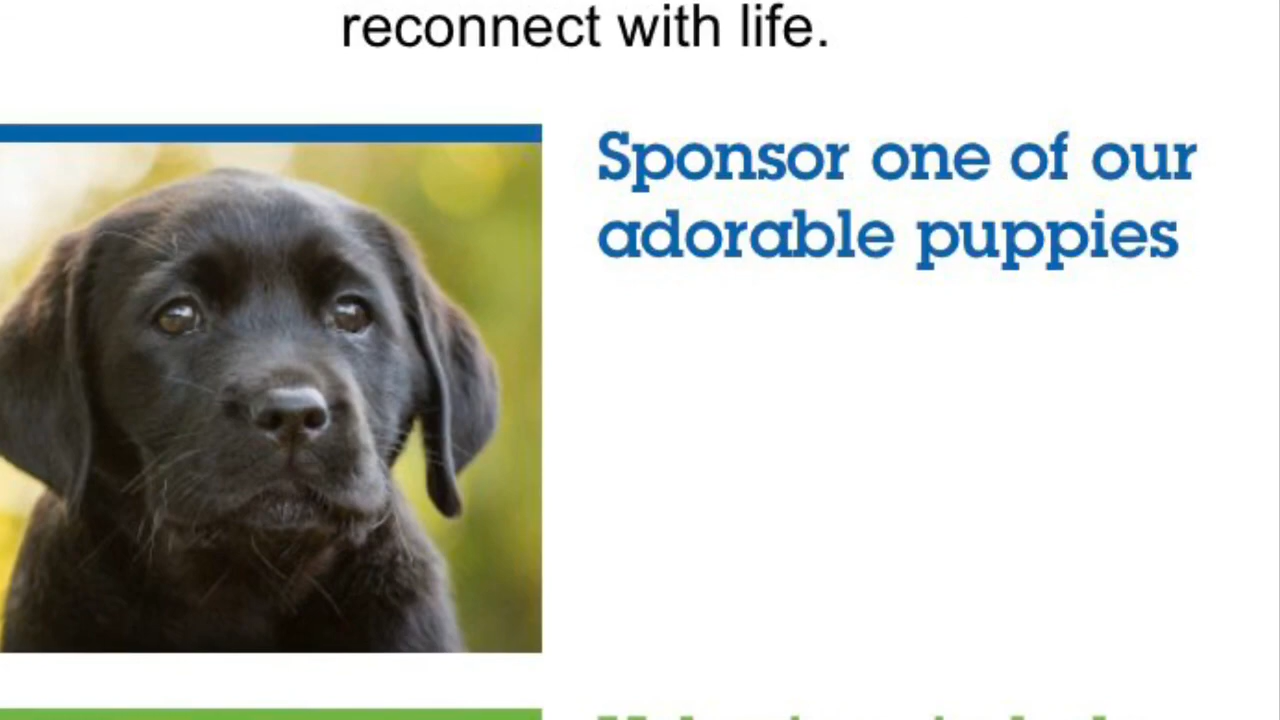 reconnect with life.
Sponsor one of our
adorable puppies